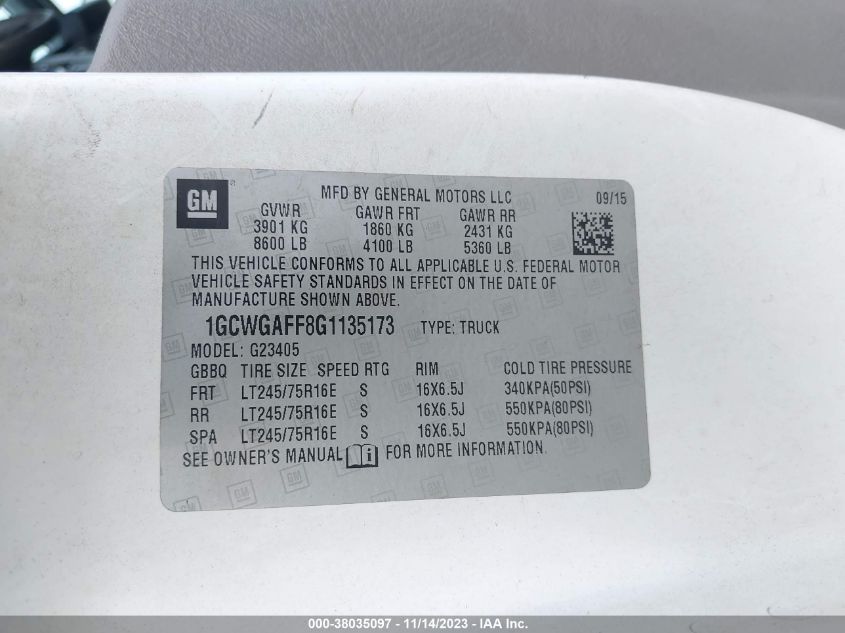 GM
MFD BY GENERAL MOTORS LLC 09/15
GVWR GAWR FRT GAWR RR
3901 KG 1860 KG 2431 KG
8600 LB 4100 LB 5360 LB
THIS VEHICLE CONFORMS TO ALL APPLICABLE U.S. FEDERAL MOTOR
VEHICLE SAFETY STANDARDS IN EFFECT ON THE DATE OF
MANUFACTURE SHOWN ABOVE.
1GCWGAFF8G1135173 TYPE: TRUCK
MODEL: G23405
GBBQ TIRE SIZE SPEED RTG RIM COLD TIRE PRESSURE
FRT LT245/75R16E S 16X6.5J 340KPA(50PSI)
RR LT245/75R16E S 16X6.5J 550KPA(80PSI)
SPA LT245/75R16E S 16X6.5J 550KPA(80PSI)
SEE OWNER'S MANUAL i FOR MORE INFORMATION.
000-38035097 - 11/14/2023 - IAA Inc.